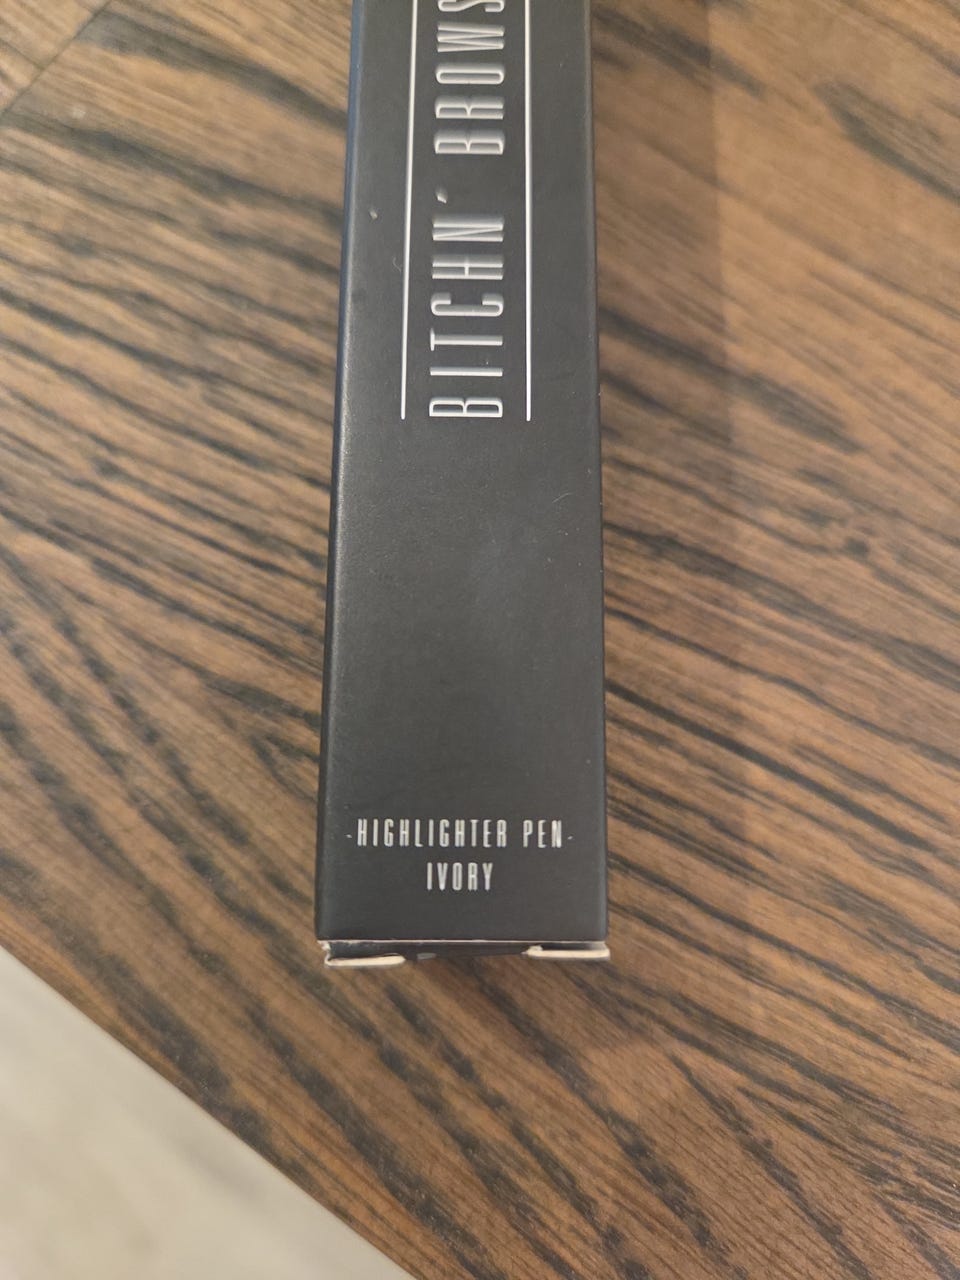 BITCHN' BROWS
-HIGHLIGHTER PEN-
IVORY